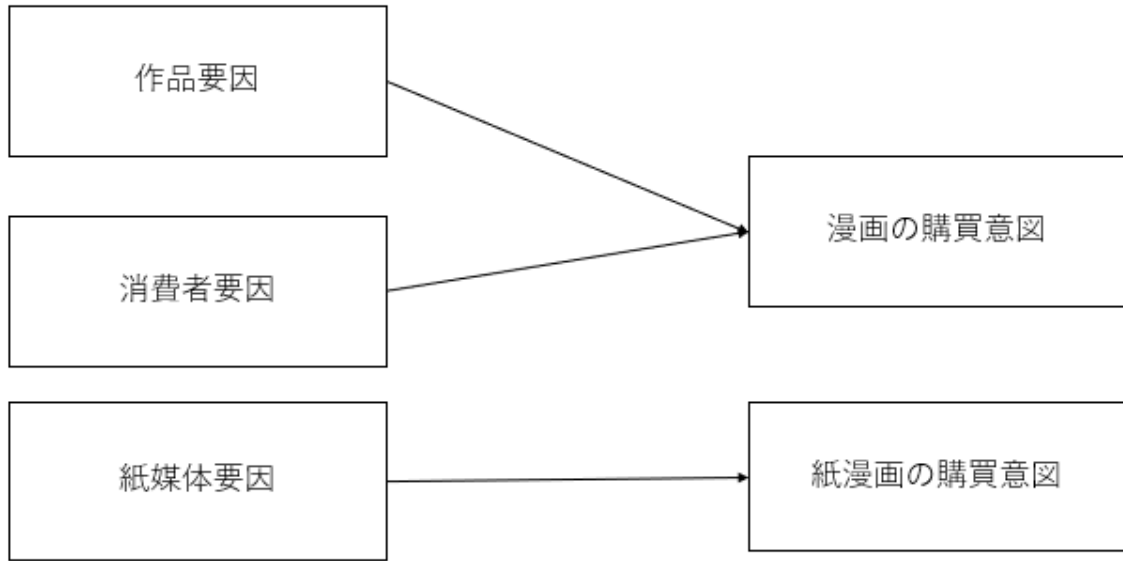 作品要因
漫画の購買意図
消費者要因
紙媒体要因
紙漫画の購買意図